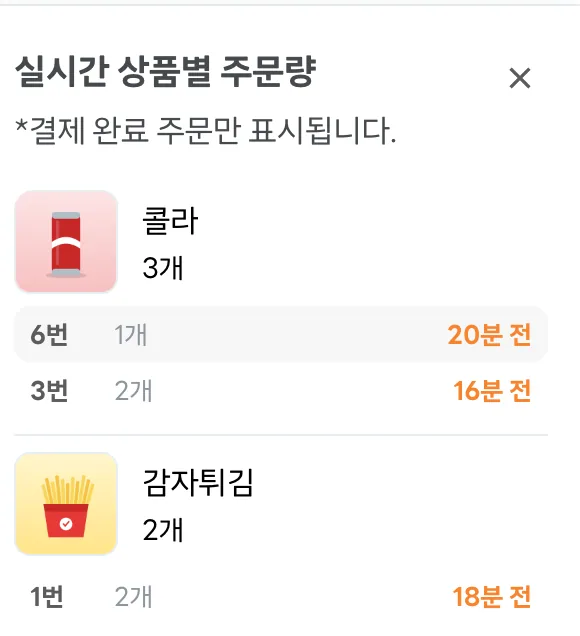 실시간 상품별 주문량
*결제 완료 주문만 표시됩니다.
콜라
3개
6번 1개 20분 전
3번 2개 16분 전
감자튀김
2개
1번 2개 18분 전